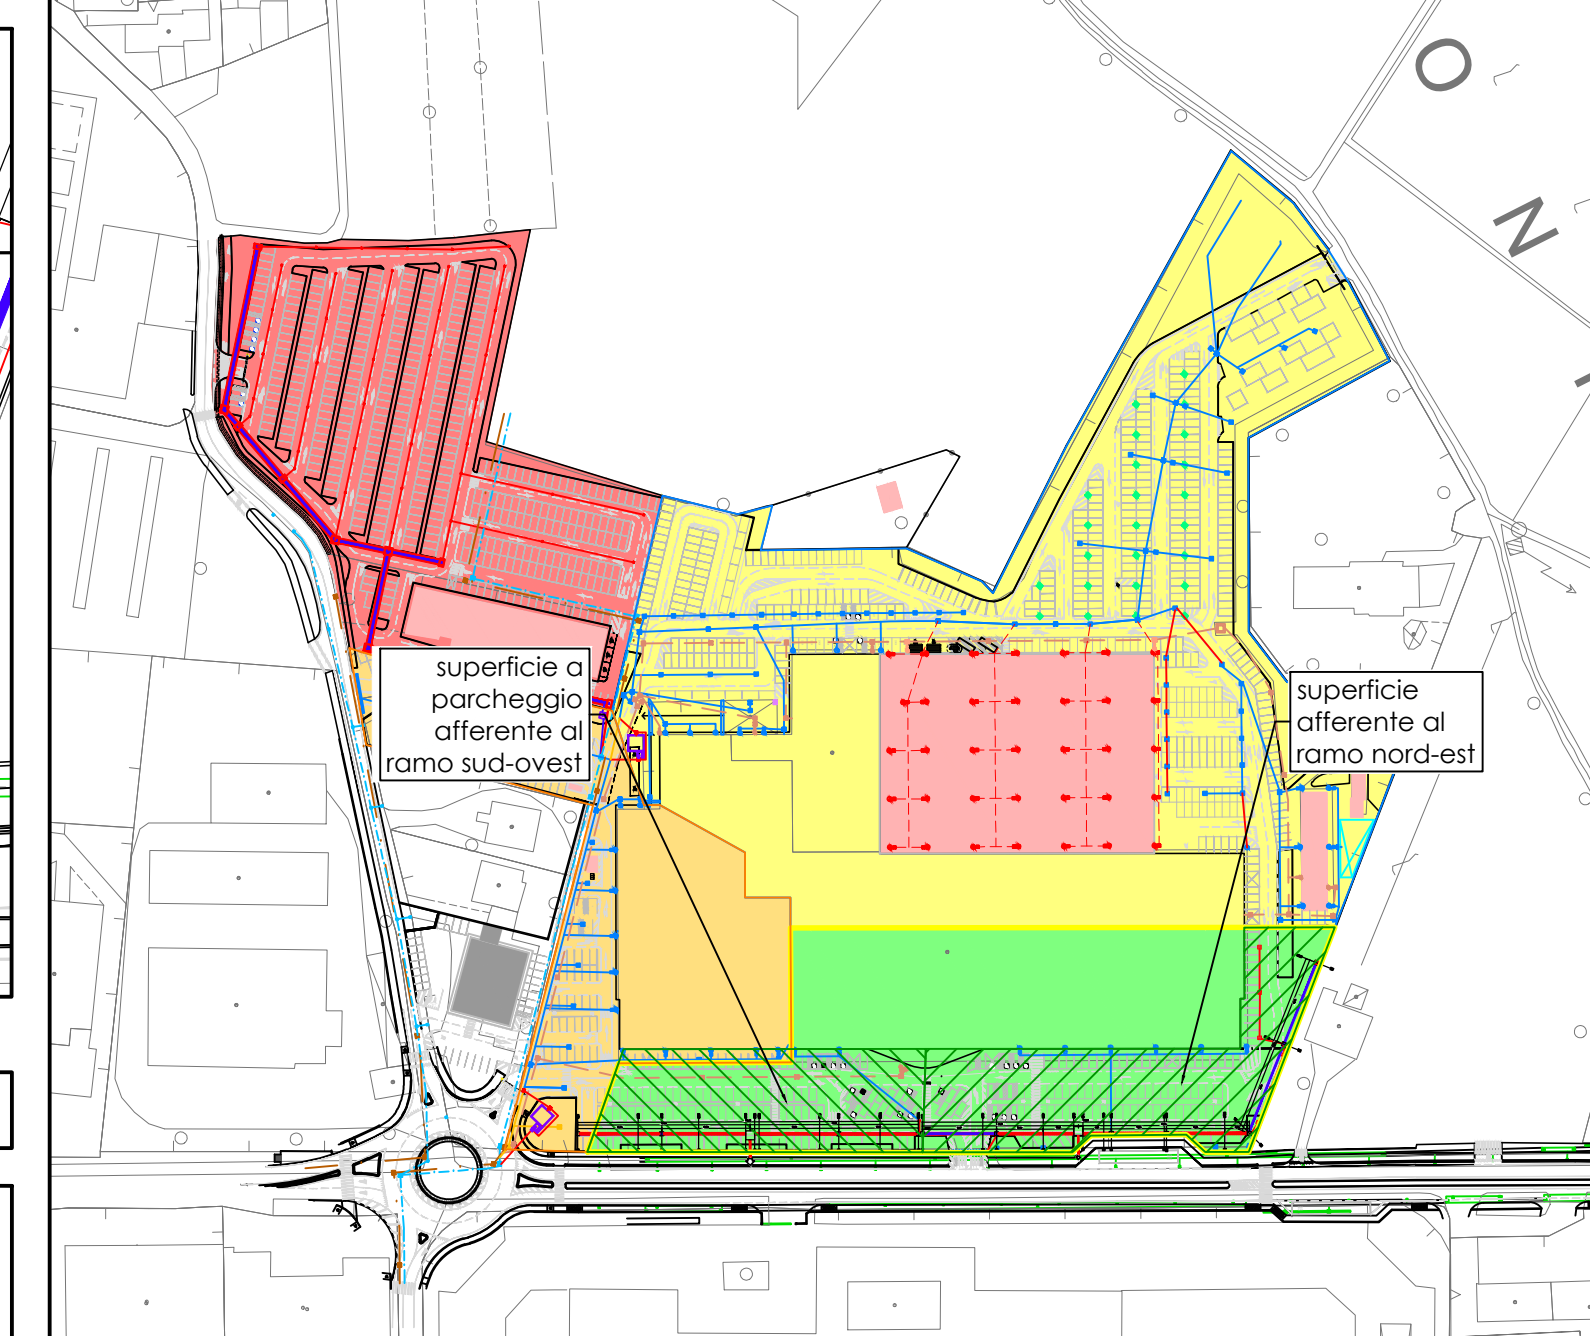 superficie a
parcheggio
afferente al
ramo sud-ovest
superficie
afferente al
ramo nord-est
O
N